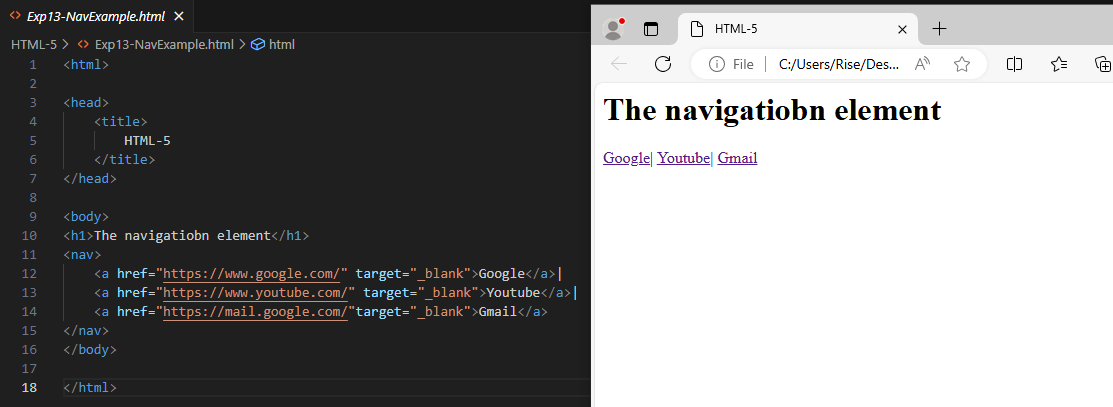 Exp13-NavExample.html
HTML-5 > Exp13-NavExample.html > html
1 <html>
2
3 <head>
4 <title>
5 HTML-5
6 </title>
7 </head>
8
9 <body>
10 <h1>The navigatiobn element</h1>
11 <nav>
12 <a href="https://www.google.com/" target="_blank">Google</a>|
13 <a href="https://www.youtube.com/" target="_blank">Youtube</a>|
14 <a href="https://mail.google.com/"target="_blank">Gmail</a>
15 </nav>
16 </body>
17
18 </html>
HTML-5
File | C:/Users/Rise/Des...
The navigatiobn element
Google| Youtube| Gmail